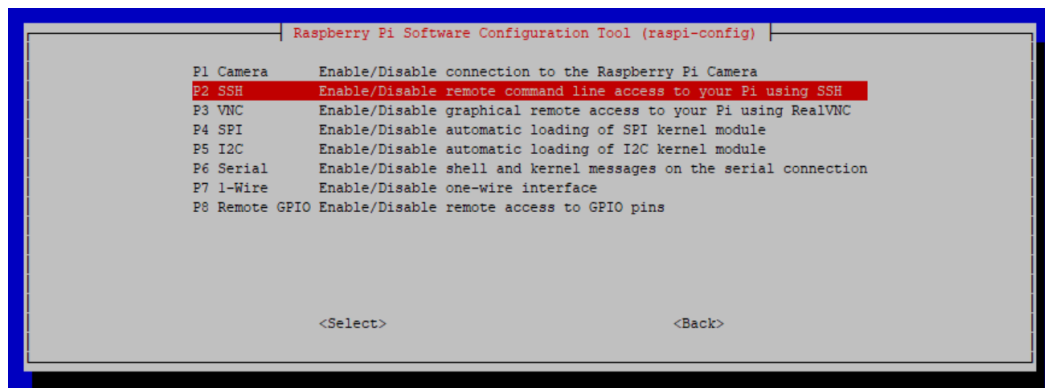 Raspberry Pi Software Configuration Tool (raspi-config)
P1 Camera Enable/Disable connection to the Raspberry Pi Camera
P2 SSH Enable/Disable remote command line access to your Pi using SSH
P3 VNC Enable/Disable graphical remote access to your Pi using RealVNC
P4 SPI Enable/Disable automatic loading of SPI kernel module
P5 I2C Enable/Disable automatic loading of I2C kernel module
P6 Serial Enable/Disable shell and kernel messages on the serial connection
P7 1-Wire Enable/Disable one-wire interface
P8 Remote GPIO Enable/Disable remote access to GPIO pins
<Select> <Back>